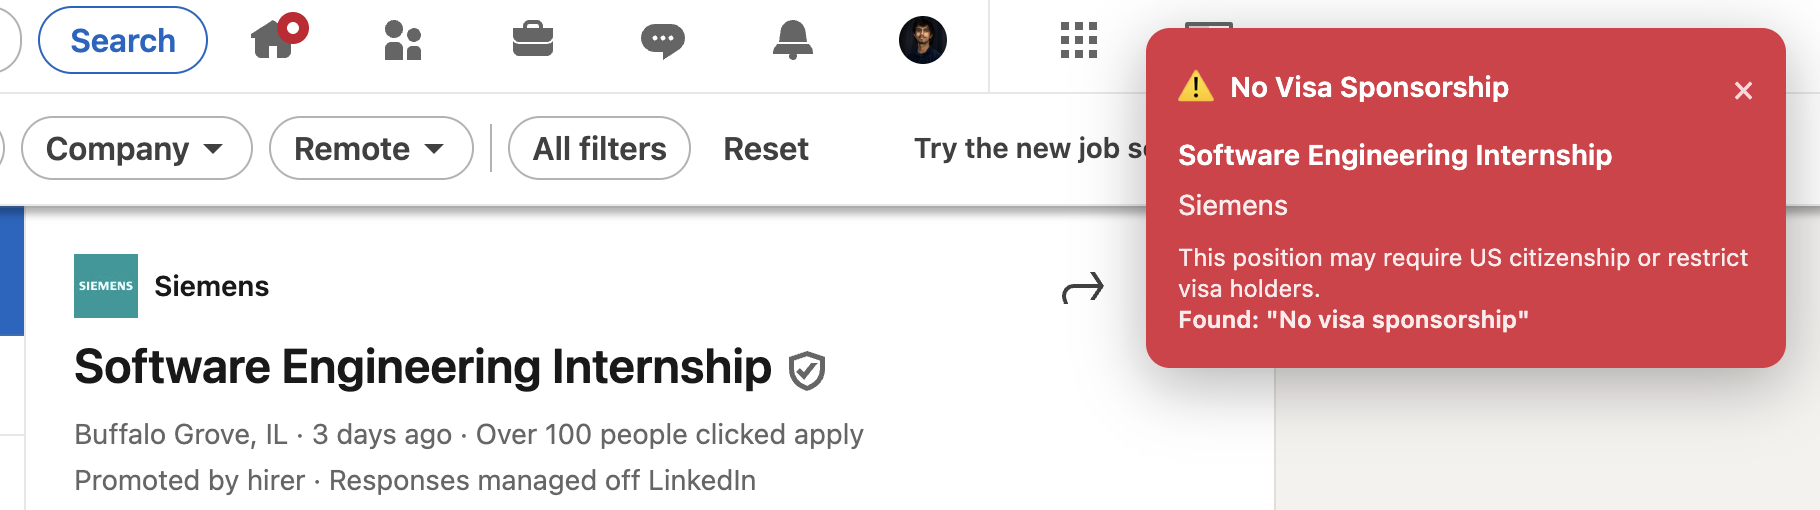 Search
Company
Remote
All filters
Reset
Try the new job
No Visa Sponsorship
Software Engineering Internship
Siemens
This position may require US citizenship or restrict
visa holders.
Found: "No visa sponsorship"
SIEMENS
Siemens
Software Engineering Internship
Buffalo Grove, IL · 3 days ago · Over 100 people clicked apply
Promoted by hirer · Responses managed off LinkedIn